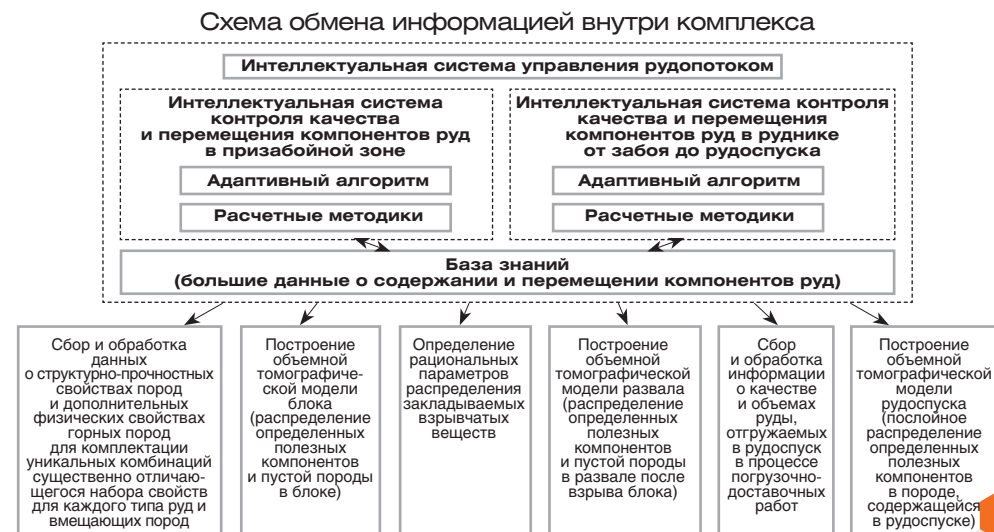 Схема обмена информацией внутри комплекса
Интеллектуальная система управления рудопотоком
Интеллектуальная система
контроля качества
и перемещения компонентов руд
в призабойной зоне
Адаптивный алгоритм
Расчетные методики
Интеллектуальная система контроля
качества и перемещения
компонентов руд в руднике
от забоя до рудоспуска
Адаптивный алгоритм
Расчетные методики
База знаний
(большие данные о содержании и перемещении компонентов руд)
Сбор и обработка
данных
о структурно-прочностных
свойствах пород
и дополнительных
физических свойствах
горных пород
для комплектации
уникальных комбинаций
существенно отличаю-
щегося набора свойств
для каждого типа руд и
вмещающих пород
Построение
объемной
томографиче-
ской модели
блока
(распределение
определенных
полезных
компонентов
и пустой породы
в блоке)
Определение
рациональных
параметров
распределения
закладываемых
взрывчатых
веществ
Построение
объемной
томографической
модели развала
(распределение
определенных
полезных
компонентов
и пустой породы
в развале после
взрыва блока)
Сбор
и обработка
информации
о качестве
и объемах
руды,
отгружаемых
в рудоспуск
в процессе
погрузочно-
доставочных
работ
Построение
объемной
томографической
модели
рудоспуска
(послойное
распределение
определенных
полезных
компонентов
в породе,
содержащейся
в рудоспуске)